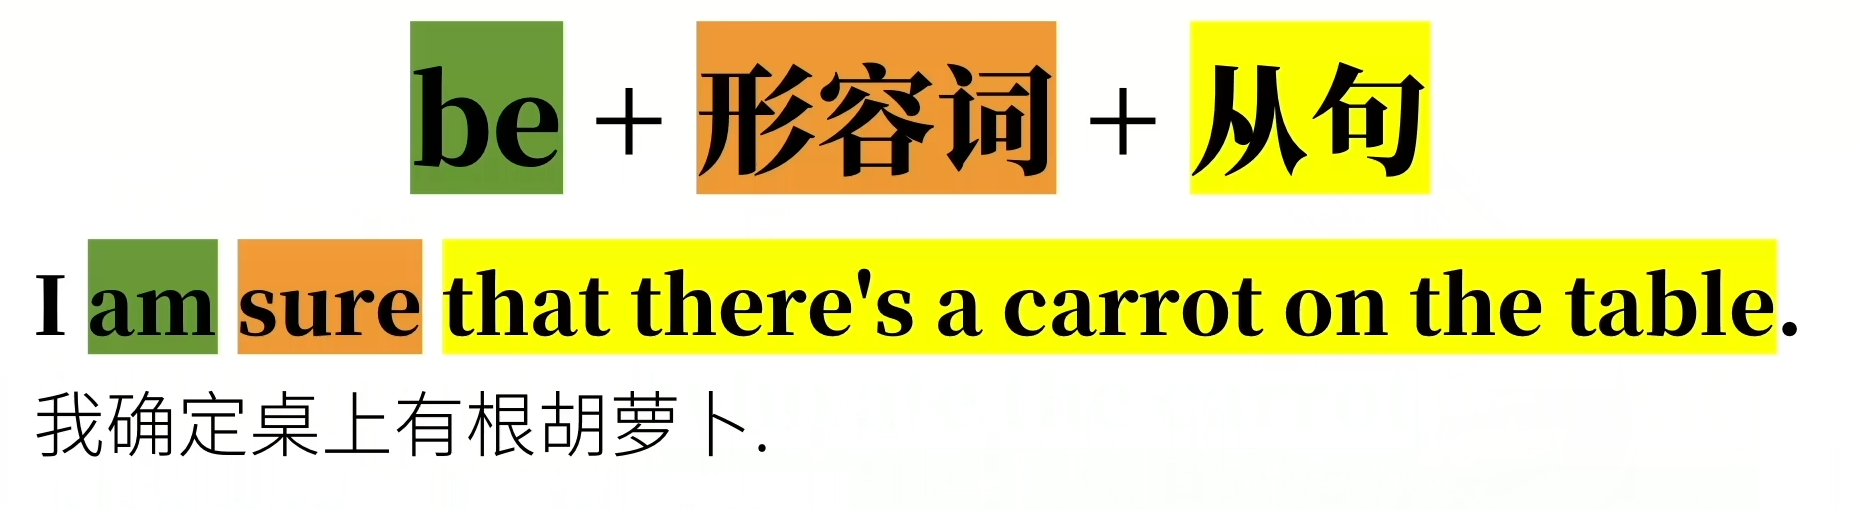 be + 形容词 + 从句
I am sure that there's a carrot on the table.
我确定桌上有根胡萝卜.